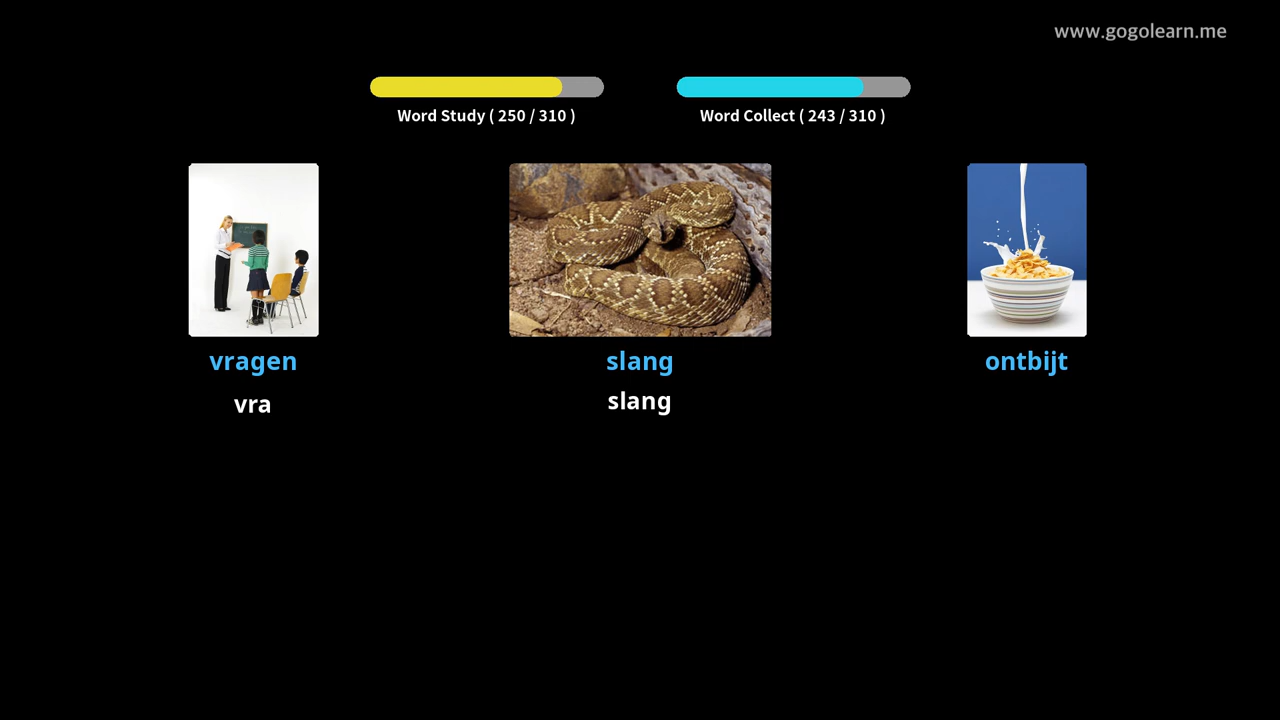 www.gogolearn.me
Word Study ( 250 / 310 )
Word Collect ( 243 / 310 )
vragen
slang
ontbijt
vra
slang